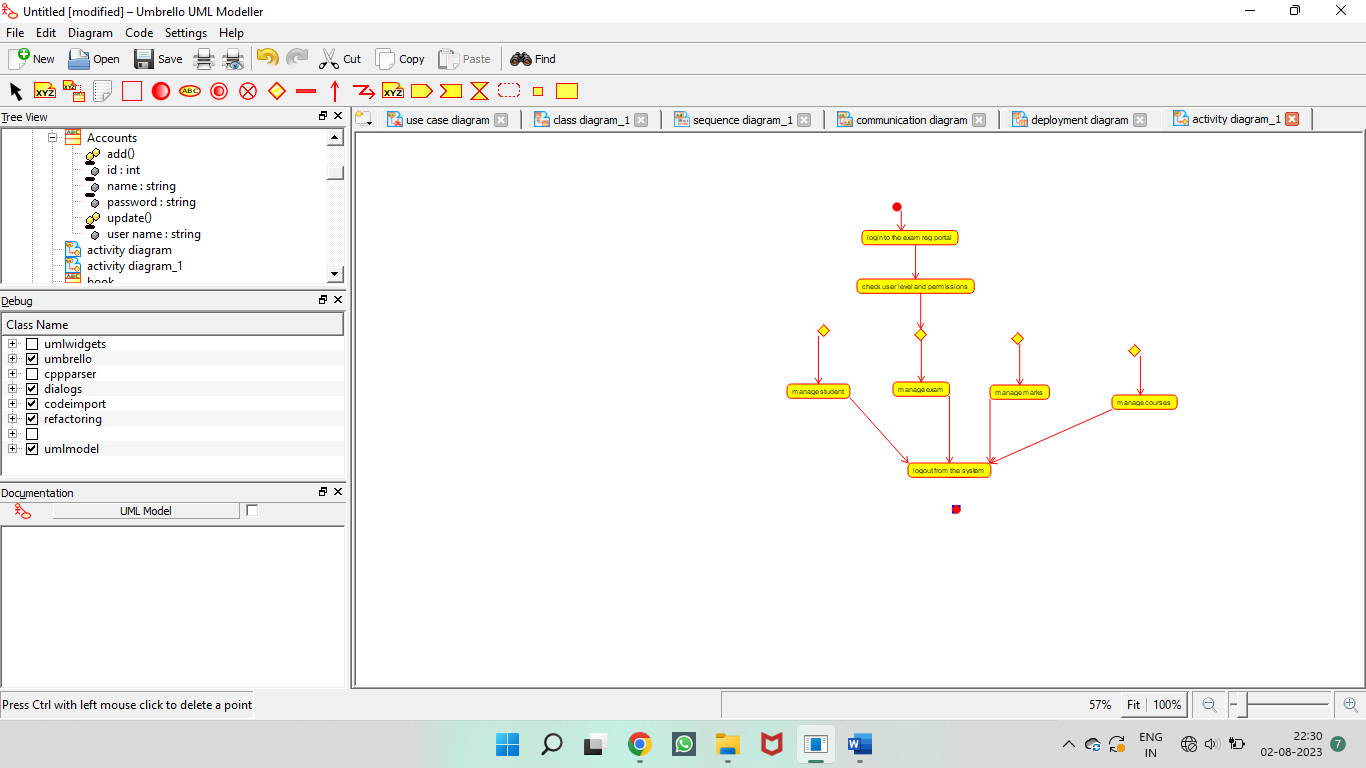 Untitled [modified] – Umbrello UML Modeller
File Edit Diagram Code Settings Help
New Open Save Cut Copy Paste Find
XYZ XYZ ABC XYZ
Tree View
use case diagram class diagram_1 sequence diagram_1 communication diagram deployment diagram activity diagram_1
Accounts
add()
id : int
name : string
password : string
update()
user name : string
activity diagram
activity diagram_1
book
Debug
Class Name
umlwidgets
umbrello
cppparser
dialogs
codeimport
refactoring
umlmodel
Documentation
UML Model
login to the exam reg portal
check user level and permissions
manage student
manage exam
manage marks
manage courses
logout from the system
Press Ctrl with left mouse click to delete a point
57% Fit 100%
ENG
IN
22:30
02-08-2023
7